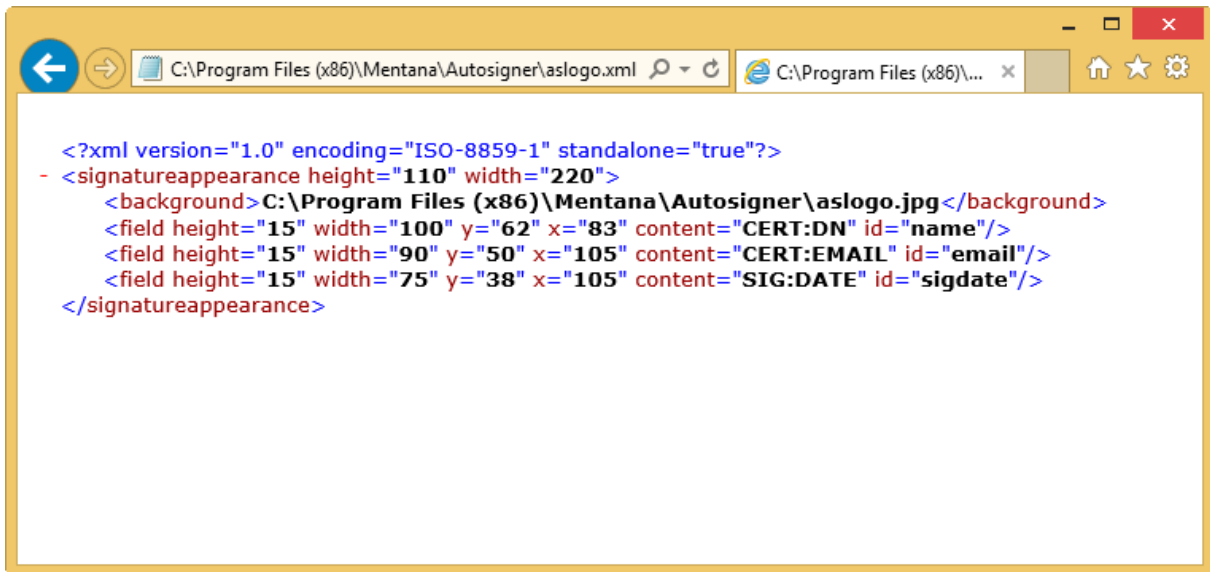 C:\Program Files (x86)\Mentana\Autosigner\aslogo.xml
C:\Program Files (x86)\...
<?xml version="1.0" encoding="ISO-8859-1" standalone="true"?>
- <signatureappearance height="110" width="220">
<background>C:\Program Files (x86)\Mentana\Autosigner\aslogo.jpg</background>
<field height="15" width="100" y="62" x="83" content="CERT:DN" id="name"/>
<field height="15" width="90" y="50" x="105" content="CERT:EMAIL" id="email"/>
<field height="15" width="75" y="38" x="105" content="SIG:DATE" id="sigdate"/>
</signatureappearance>